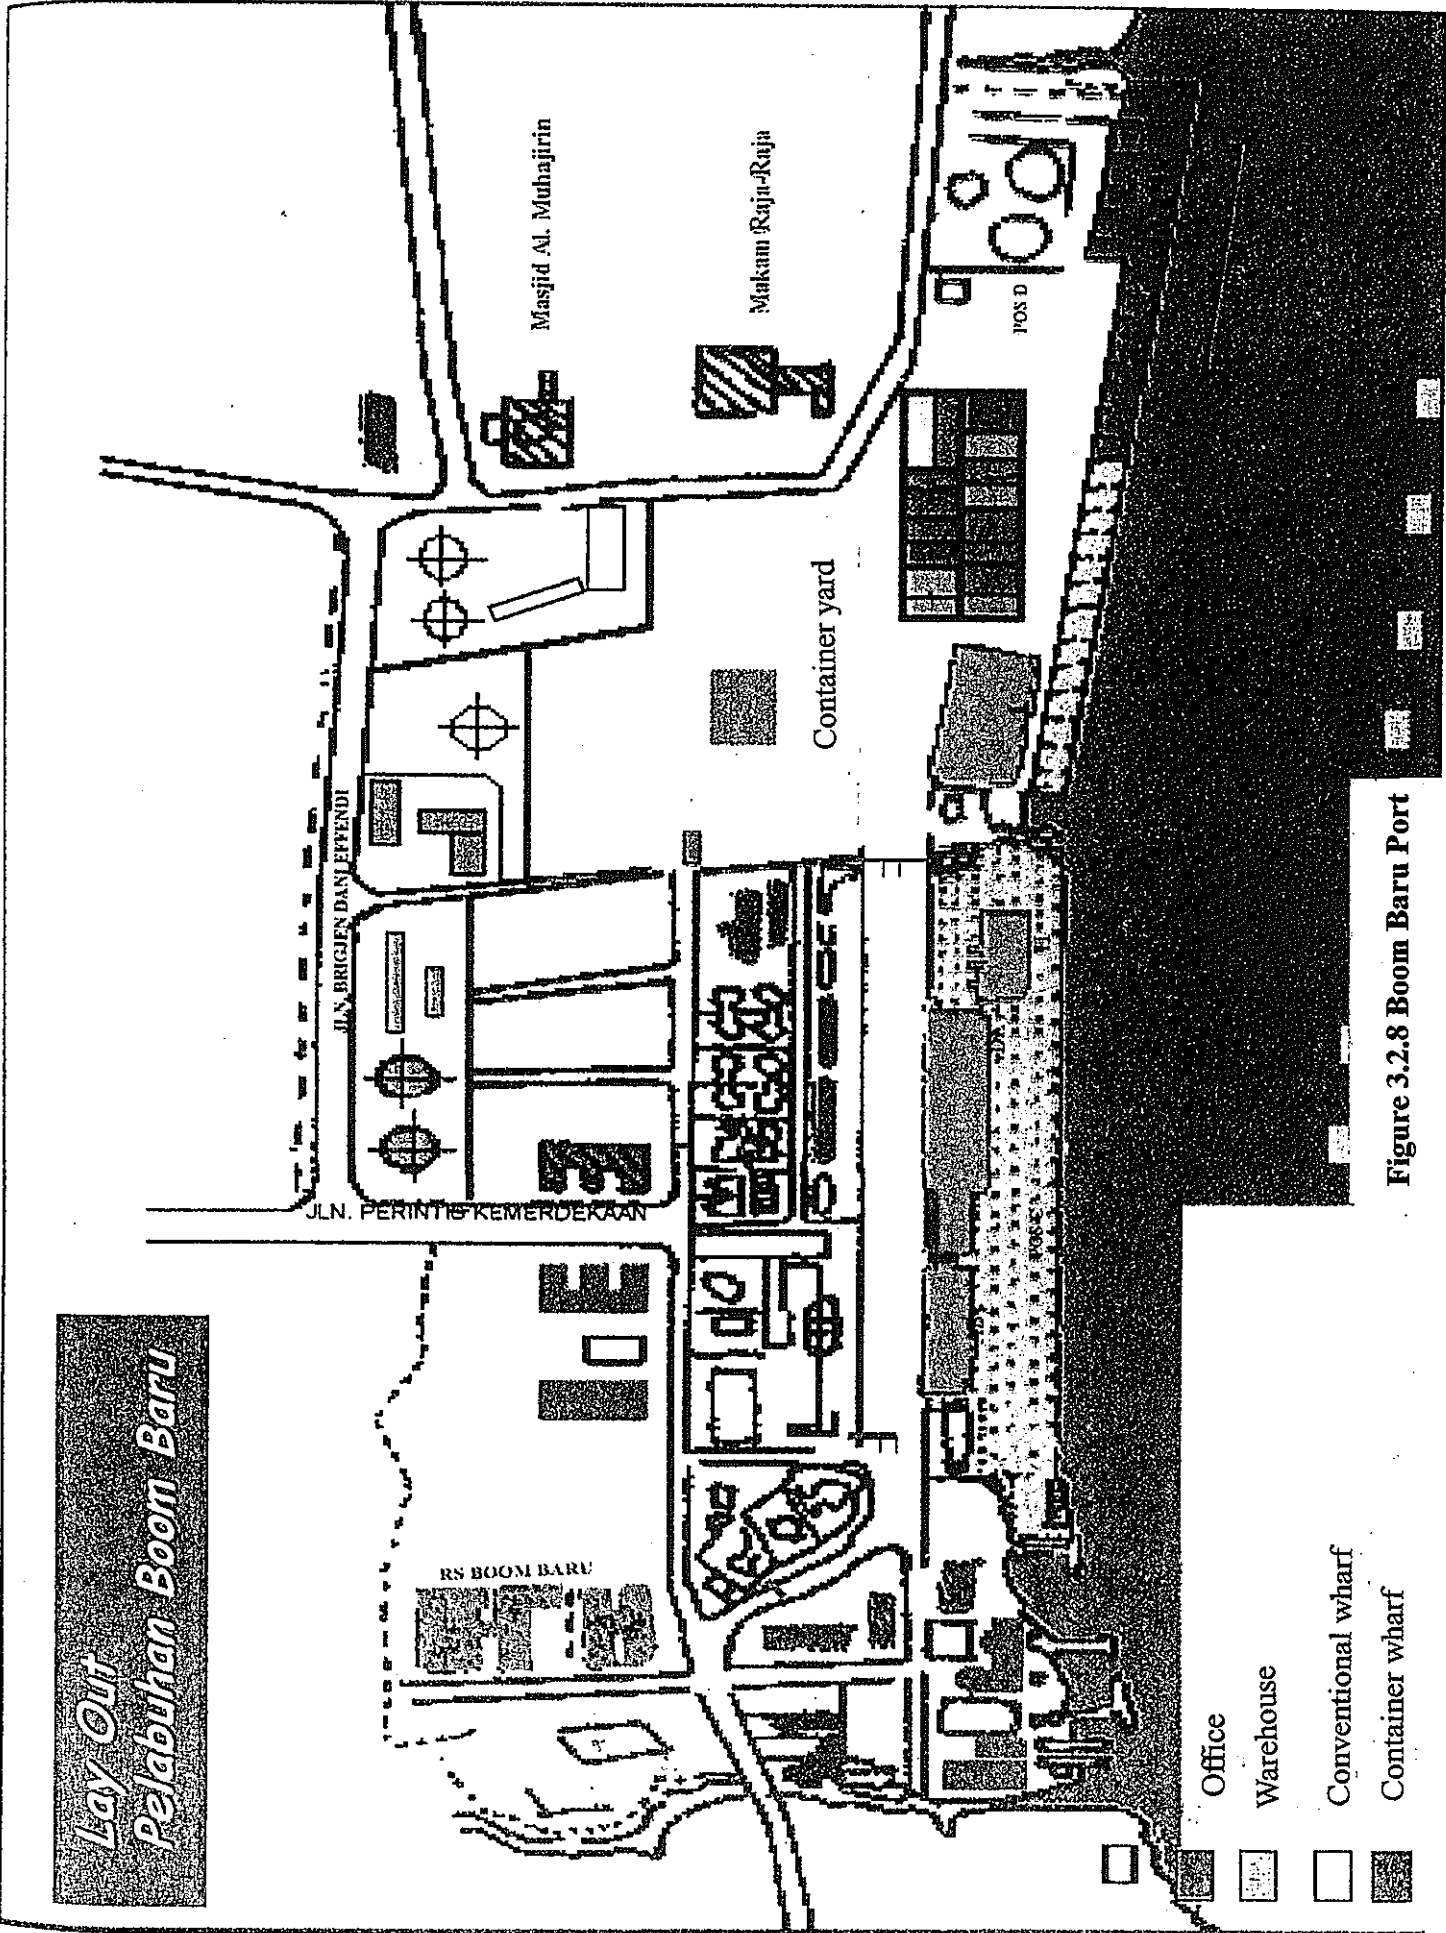 Lay Out
Pelabuhan Boom Baru
RS BOOM BARU
JLN. PERINTIS KEMERDEKAAN
JLN. BRIGJEN DANI EFFENDI
Masjid Al. Muhajirin
Makam Raja-Raja
Container yard
POS D
POS C
Office
Warehouse
Conventional wharf
Container wharf
Figure 3.2.8 Boom Baru Port